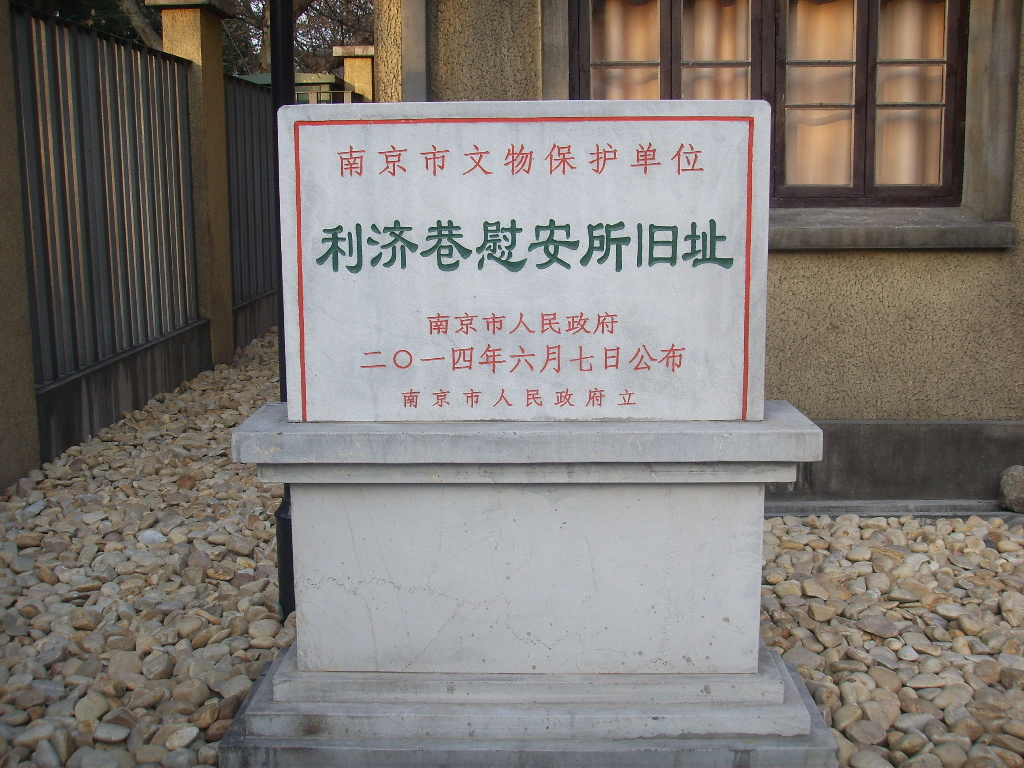 南京市文物保护单位
利济巷慰安所旧址
南京市人民政府
二〇一四年六月七日公布
南京市人民政府立